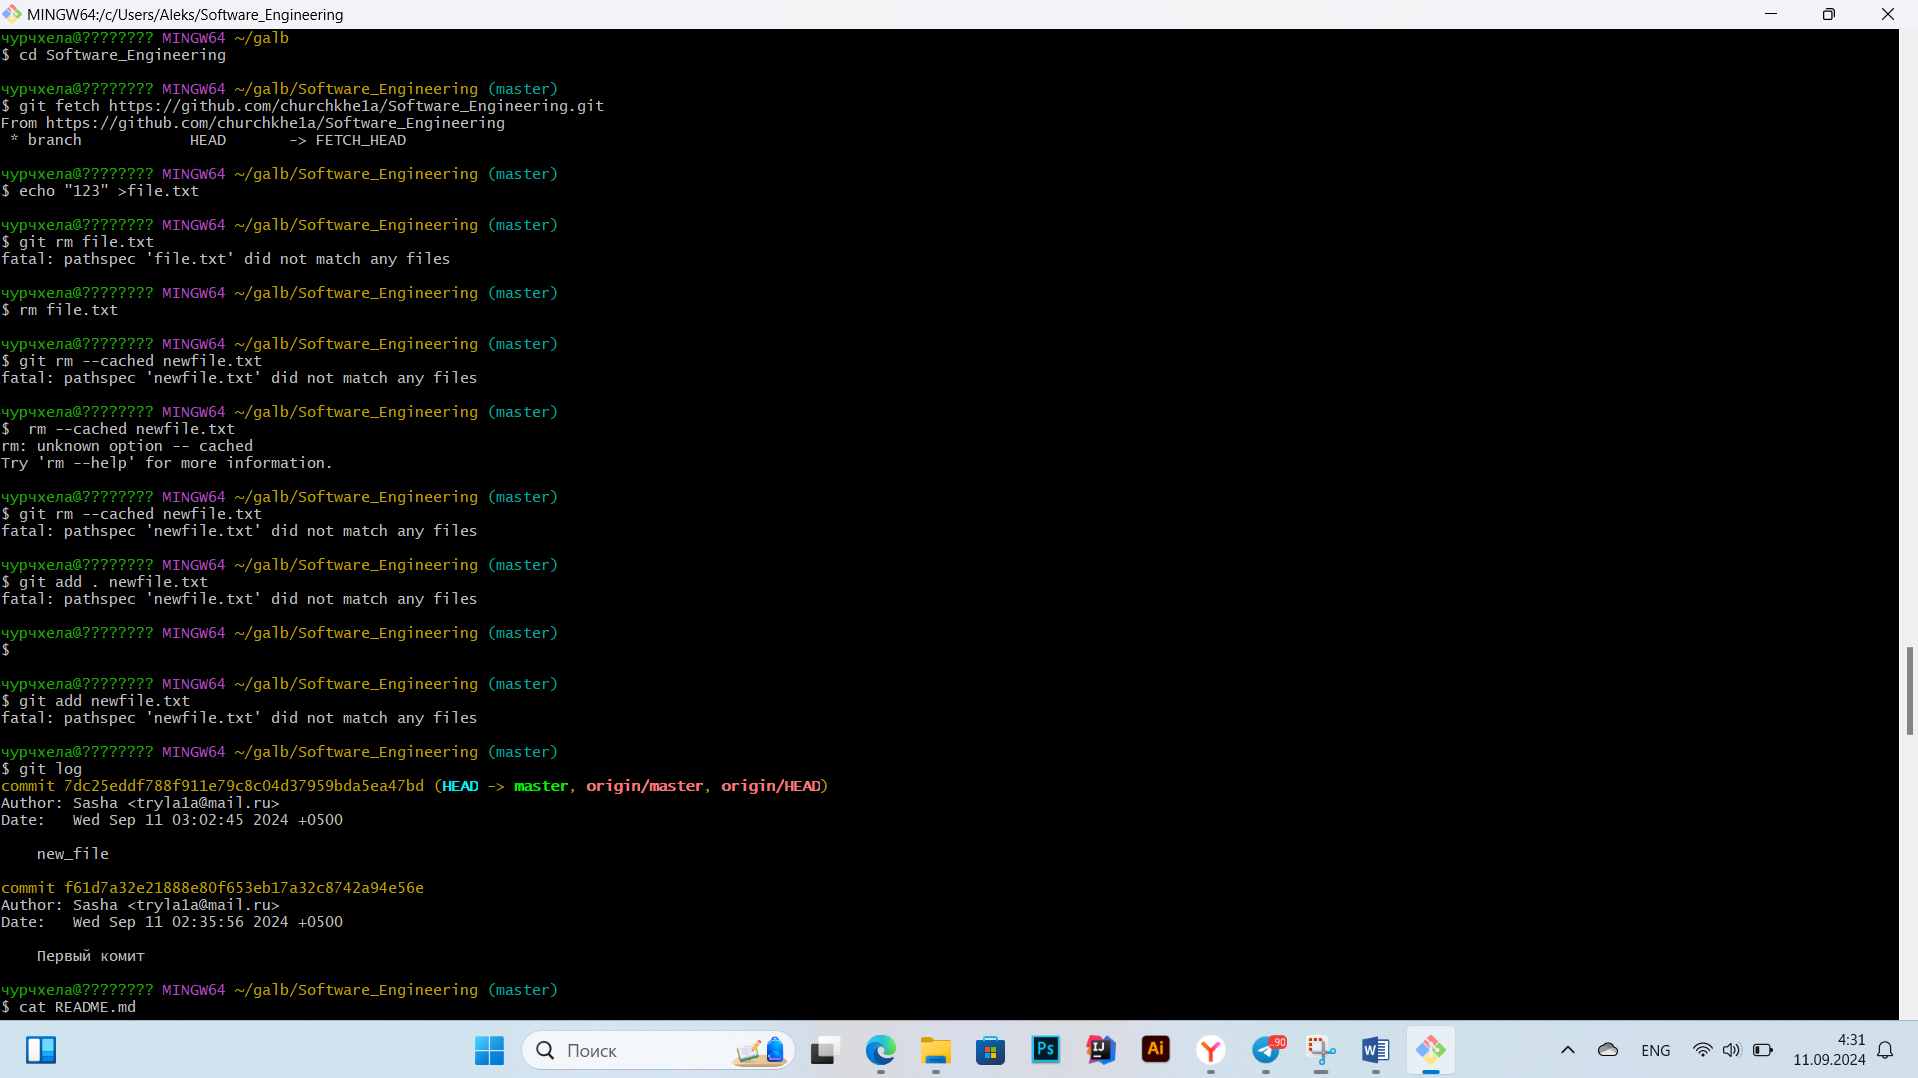 MINGW64:/c/Users/Aleks/Software_Engineering
чурчхела@???????? MINGW64 ~/galb
$ cd Software_Engineering
чурчхела@???????? MINGW64 ~/galb/Software_Engineering (master)
$ git fetch https://github.com/churchkhe1a/Software_Engineering.git
From https://github.com/churchkhe1a/Software_Engineering
 * branch            HEAD       -> FETCH_HEAD
чурчхела@???????? MINGW64 ~/galb/Software_Engineering (master)
$ echo "123" >file.txt
чурчхела@???????? MINGW64 ~/galb/Software_Engineering (master)
$ git rm file.txt
fatal: pathspec 'file.txt' did not match any files
чурчхела@???????? MINGW64 ~/galb/Software_Engineering (master)
$ rm file.txt
чурчхела@???????? MINGW64 ~/galb/Software_Engineering (master)
$ git rm --cached newfile.txt
fatal: pathspec 'newfile.txt' did not match any files
чурчхела@???????? MINGW64 ~/galb/Software_Engineering (master)
$  rm --cached newfile.txt
rm: unknown option -- cached
Try 'rm --help' for more information.
чурчхела@???????? MINGW64 ~/galb/Software_Engineering (master)
$ git rm --cached newfile.txt
fatal: pathspec 'newfile.txt' did not match any files
чурчхела@???????? MINGW64 ~/galb/Software_Engineering (master)
$ git add . newfile.txt
fatal: pathspec 'newfile.txt' did not match any files
чурчхела@???????? MINGW64 ~/galb/Software_Engineering (master)
$
чурчхела@???????? MINGW64 ~/galb/Software_Engineering (master)
$ git add newfile.txt
fatal: pathspec 'newfile.txt' did not match any files
чурчхела@???????? MINGW64 ~/galb/Software_Engineering (master)
$ git log
commit 7dc25eddf788f911e79c8c04d37959bda5ea47bd (HEAD -> master, origin/master, origin/HEAD)
Author: Sasha <tryla1a@mail.ru>
Date:   Wed Sep 11 03:02:45 2024 +0500
    new_file
commit f61d7a32e21888e80f653eb17a32c8742a94e56e
Author: Sasha <tryla1a@mail.ru>
Date:   Wed Sep 11 02:35:56 2024 +0500
    Первый комит
чурчхела@???????? MINGW64 ~/galb/Software_Engineering (master)
$ cat README.md
Поиск
Ps
IJ
Ai
Y
..90
W
ENG
4:31
11.09.2024